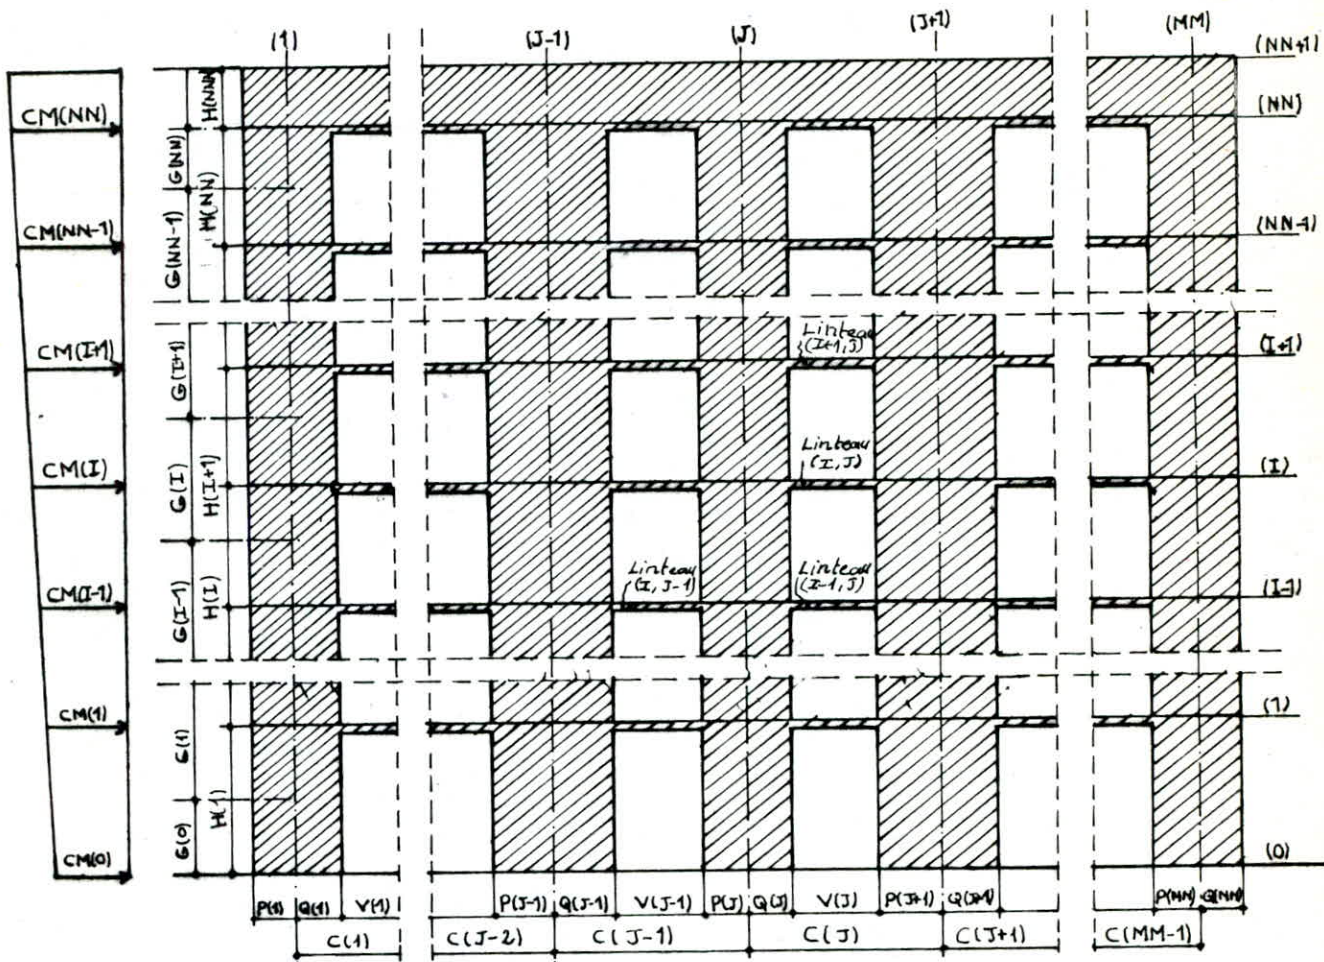 (1) (J-1) (J) (J+1) (MM)
(NN+1)
CM(NN) H(NNN (NN)
G(NN) H(NN)
CM(NN-1) G(NN-1) (NN-1)
CM(I+1) G(I+1) Linteau (I+1)
(I+1,J)
CM(I) G(I) H(I+1) Linteau (I)
(I,J)
CM(I-1) G(I-1) H(I) Linteau Linteau (I-1)
(I,J-1) (I-1,J)
CM(1) G(1) (1)
H(1)
CM(0) G(0) (0)
P(1) Q(1) V(1) P(J-1) Q(J-1) V(J-1) P(J) Q(J) V(J) P(J+1) P(NN) Q(NN)
C(1) C(J-2) C(J-1) C(J) C(J+1) C(MM-1)